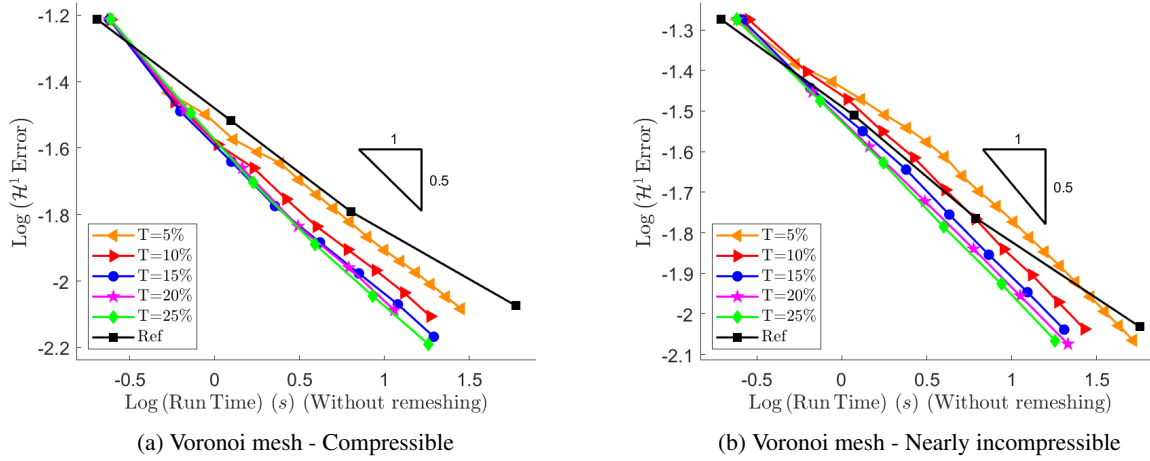 -1.2
-1.4
-1.6
-1.8
-2
-2.2
Log (H¹ Error)
1
0.5
T=5%
T=10%
T=15%
T=20%
T=25%
Ref
-0.5 0 0.5 1 1.5
Log (Run Time) (s) (Without remeshing)
(a) Voronoi mesh - Compressible
-1.3
-1.4
-1.5
-1.6
-1.7
-1.8
-1.9
-2
-2.1
Log (H¹ Error)
1
0.5
T=5%
T=10%
T=15%
T=20%
T=25%
Ref
-0.5 0 0.5 1 1.5
Log (Run Time) (s) (Without remeshing)
(b) Voronoi mesh - Nearly incompressible